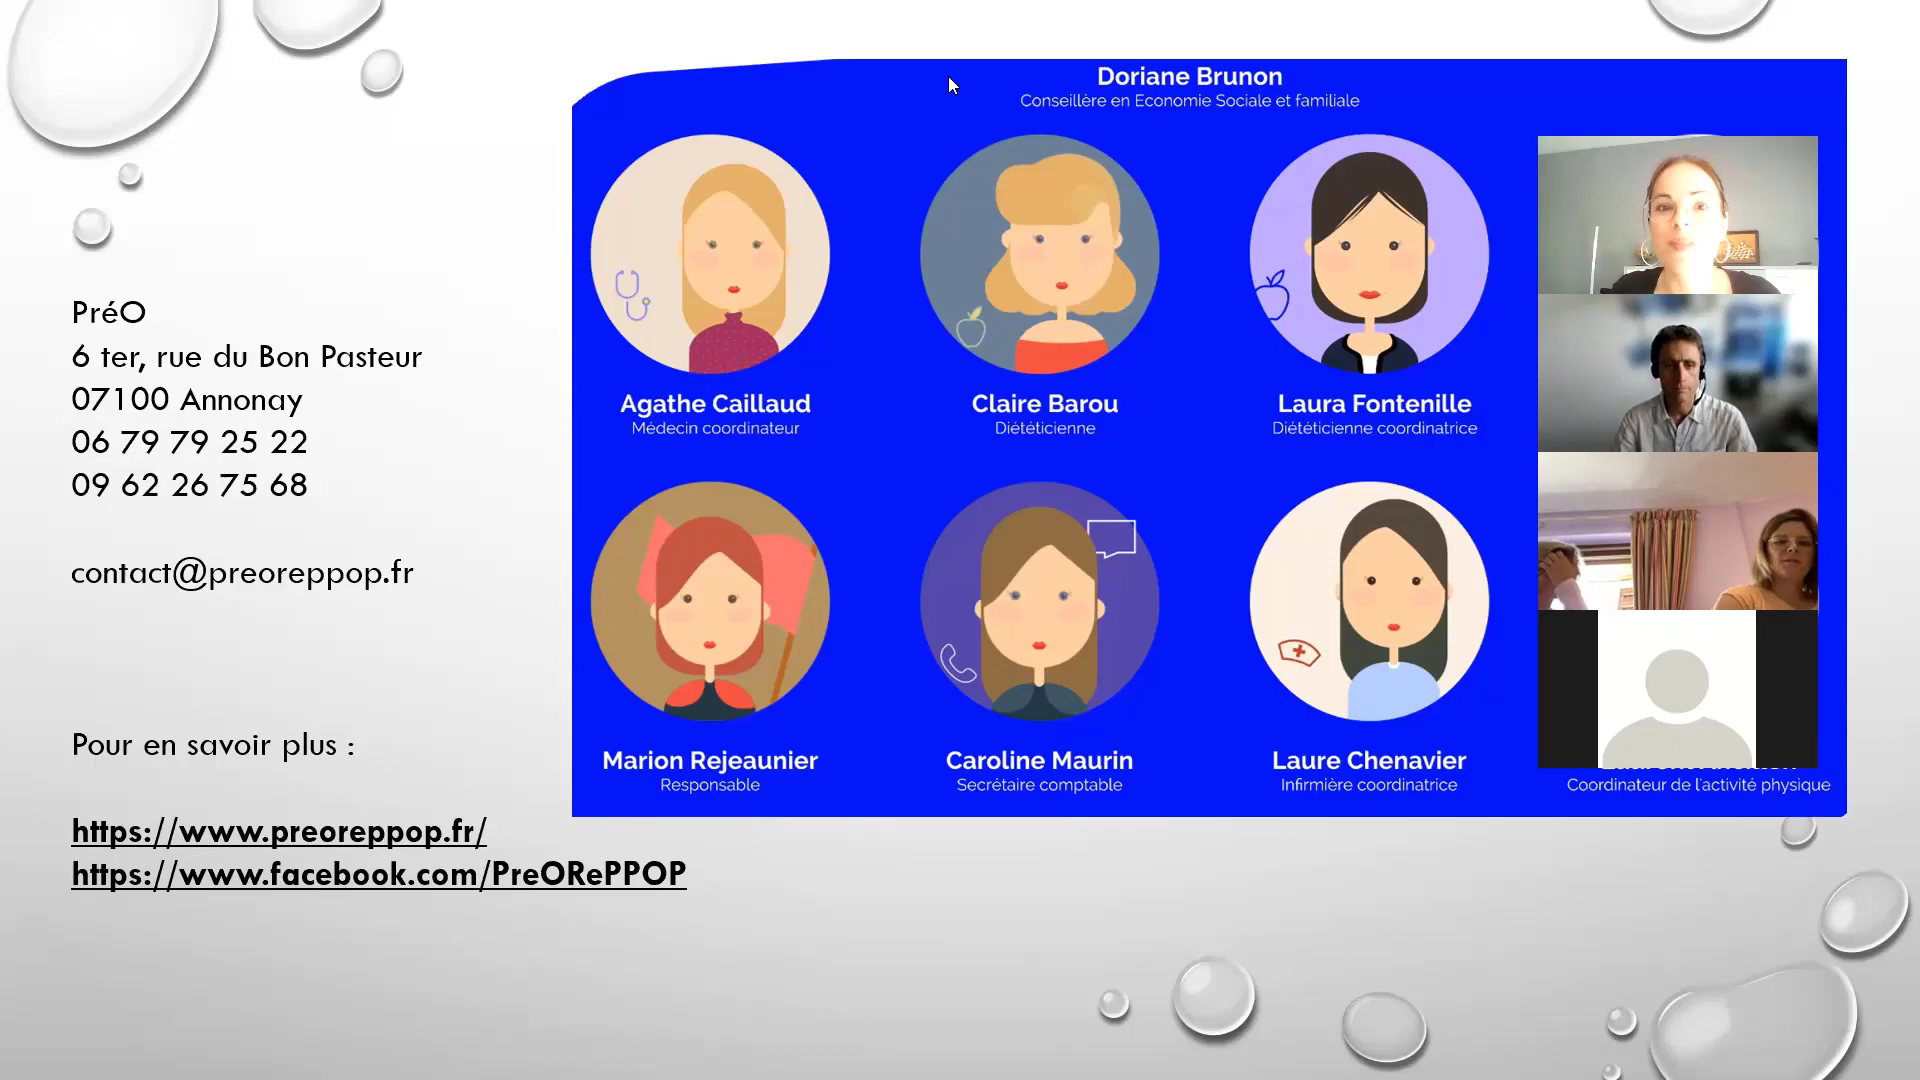 PréO
6 ter, rue du Bon Pasteur
07100 Annonay
06 79 79 25 22
09 62 26 75 68
contact@preoreppop.fr
Pour en savoir plus :
https://www.preoreppop.fr/
https://www.facebook.com/PreORePPOP
Doriane Brunon
Conseillère en Economie Sociale et familiale
Agathe Caillaud
Médecin coordinateur
Claire Barou
Diététicienne
Laura Fontenille
Diététicienne coordinatrice
Marion Rejeaunier
Responsable
Caroline Maurin
Secrétaire comptable
Laure Chenavier
Infirmière coordinatrice
Coordinateur de l'activité physique